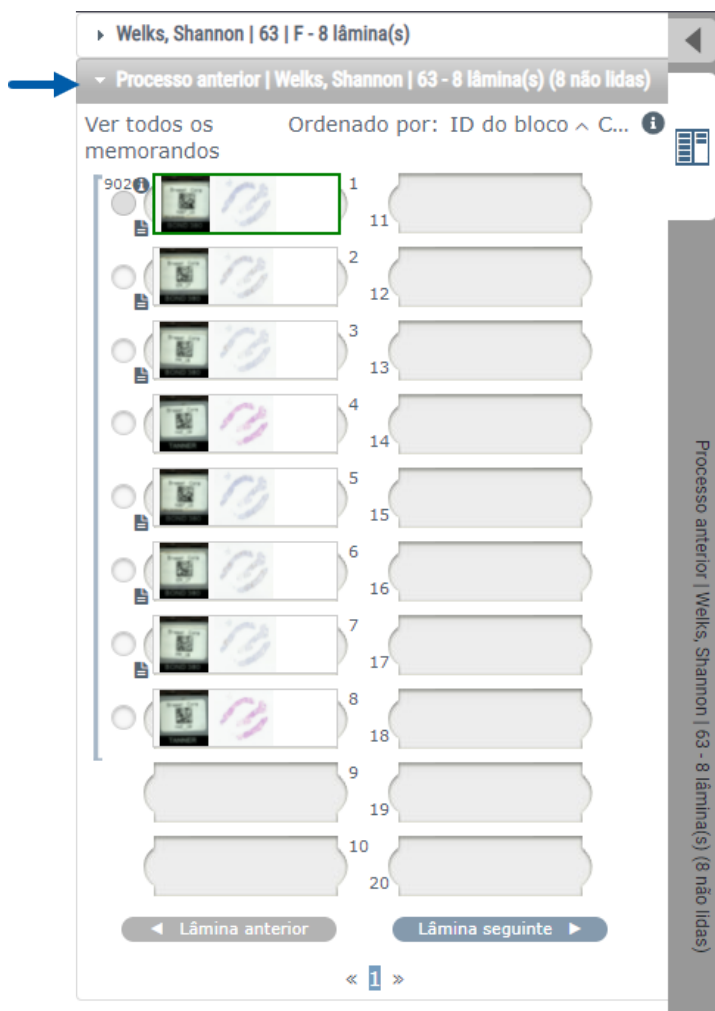 Welks, Shannon | 63 | F - 8 lâmina(s)
Processo anterior | Welks, Shannon | 63 - 8 lâmina(s) (8 não lidas)
Ver todos os memorandos
Ordenado por: ID do bloco ^ C...
902
1
11
2
12
3
13
4
14
5
15
6
16
7
17
8
18
9
19
10
20
Lâmina anterior
Lâmina seguinte
« 1 »
Processo anterior | Welks, Shannon | 63 - 8 lâmina(s) (8 não lidas)